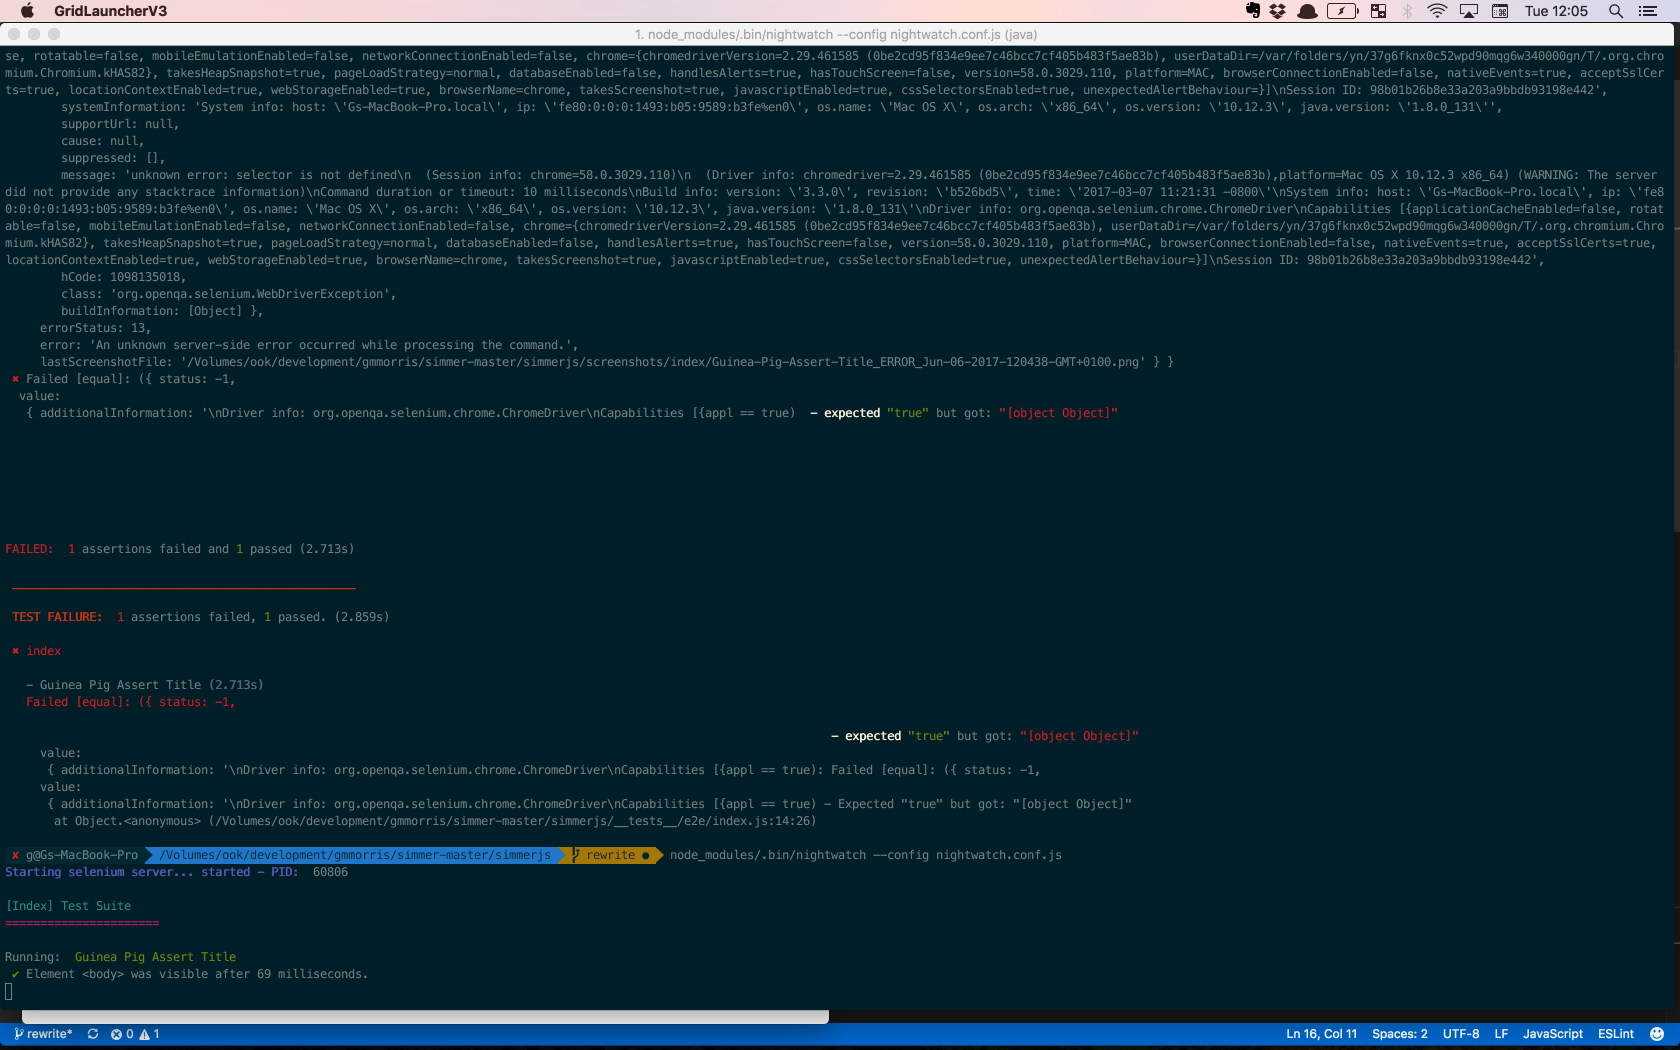 GridLauncherV3
Tue 12:05
1. node_modules/.bin/nightwatch --config nightwatch.conf.js (java)
se, rotatable=false, mobileEmulationEnabled=false, networkConnectionEnabled=false, chrome={chromedriverVersion=2.29.461585 (0be2cd95f834e9ee7c46bcc7cf405b483f5ae83b), userDataDir=/var/folders/yn/37g6fknx0c52wpd90mqg6w340000gn/T/.org.chro
mium.Chromium.kHAS82}, takesHeapSnapshot=true, pageLoadStrategy=normal, databaseEnabled=false, handlesAlerts=true, hasTouchScreen=false, version=58.0.3029.110, platform=MAC, browserConnectionEnabled=false, nativeEvents=true, acceptSslCer
ts=true, locationContextEnabled=true, webStorageEnabled=true, browserName=chrome, takesScreenshot=true, javascriptEnabled=true, cssSelectorsEnabled=true, unexpectedAlertBehaviour=}]\nSession ID: 98b01b26b8e33a203a9bbdb93198e442',
systemInformation: 'System info: host: \'Gs-MacBook-Pro.local\', ip: \'fe80:0:0:0:1493:b05:9589:b3fe%en0\', os.name: \'Mac OS X\', os.arch: \'x86_64\', os.version: \'10.12.3\', java.version: \'1.8.0_131\'',
supportUrl: null,
cause: null,
suppressed: [],
message: 'unknown error: selector is not defined\n  (Session info: chrome=58.0.3029.110)\n  (Driver info: chromedriver=2.29.461585 (0be2cd95f834e9ee7c46bcc7cf405b483f5ae83b),platform=Mac OS X 10.12.3 x86_64) (WARNING: The server
did not provide any stacktrace information)\nCommand duration or timeout: 10 milliseconds\nBuild info: version: \'3.3.0\', revision: \'b526bd5\', time: \'2017-03-07 11:21:31 -0800\'\nSystem info: host: \'Gs-MacBook-Pro.local\', ip: \'fe8
0:0:0:0:1493:b05:9589:b3fe%en0\', os.name: \'Mac OS X\', os.arch: \'x86_64\', os.version: \'10.12.3\', java.version: \'1.8.0_131\'\nDriver info: org.openqa.selenium.chrome.ChromeDriver\nCapabilities [{applicationCacheEnabled=false, rotat
able=false, mobileEmulationEnabled=false, networkConnectionEnabled=false, chrome={chromedriverVersion=2.29.461585 (0be2cd95f834e9ee7c46bcc7cf405b483f5ae83b), userDataDir=/var/folders/yn/37g6fknx0c52wpd90mqg6w340000gn/T/.org.chromium.Chro
mium.kHAS82}, takesHeapSnapshot=true, pageLoadStrategy=normal, databaseEnabled=false, handlesAlerts=true, hasTouchScreen=false, version=58.0.3029.110, platform=MAC, browserConnectionEnabled=false, nativeEvents=true, acceptSslCerts=true,
locationContextEnabled=true, webStorageEnabled=true, browserName=chrome, takesScreenshot=true, javascriptEnabled=true, cssSelectorsEnabled=true, unexpectedAlertBehaviour=}]\nSession ID: 98b01b26b8e33a203a9bbdb93198e442',
hCode: 1098135018,
class: 'org.openqa.selenium.WebDriverException',
buildInformation: [Object] },
errorStatus: 13,
error: 'An unknown server-side error occurred while processing the command.',
lastScreenshotFile: '/Volumes/ook/development/gmmorris/simmer-master/simmerjs/screenshots/index/Guinea-Pig-Assert-Title_ERROR_Jun-06-2017-120438-GMT+0100.png' } }
✖ Failed [equal]: ({ status: -1,
value:
{ additionalInformation: '\nDriver info: org.openqa.selenium.chrome.ChromeDriver\nCapabilities [{appl == true)  - expected "true" but got: "[object Object]"
FAILED:  1 assertions failed and 1 passed (2.713s)
TEST FAILURE:  1 assertions failed, 1 passed. (2.859s)
✖ index
- Guinea Pig Assert Title (2.713s)
Failed [equal]: ({ status: -1,
- expected "true" but got: "[object Object]"
value:
{ additionalInformation: '\nDriver info: org.openqa.selenium.chrome.ChromeDriver\nCapabilities [{appl == true): Failed [equal]: ({ status: -1,
value:
{ additionalInformation: '\nDriver info: org.openqa.selenium.chrome.ChromeDriver\nCapabilities [{appl == true) - Expected "true" but got: "[object Object]"
at Object.<anonymous> (/Volumes/ook/development/gmmorris/simmer-master/simmerjs/__tests__/e2e/index.js:14:26)
✘ g@Gs-MacBook-Pro /Volumes/ook/development/gmmorris/simmer-master/simmerjs rewrite ● node_modules/.bin/nightwatch --config nightwatch.conf.js
Starting selenium server... started - PID:  60806
[Index] Test Suite
======================
Running:  Guinea Pig Assert Title
✔ Element <body> was visible after 69 milliseconds.
rewrite* 0 1 Ln 16, Col 11 Spaces: 2 UTF-8 LF JavaScript ESLint